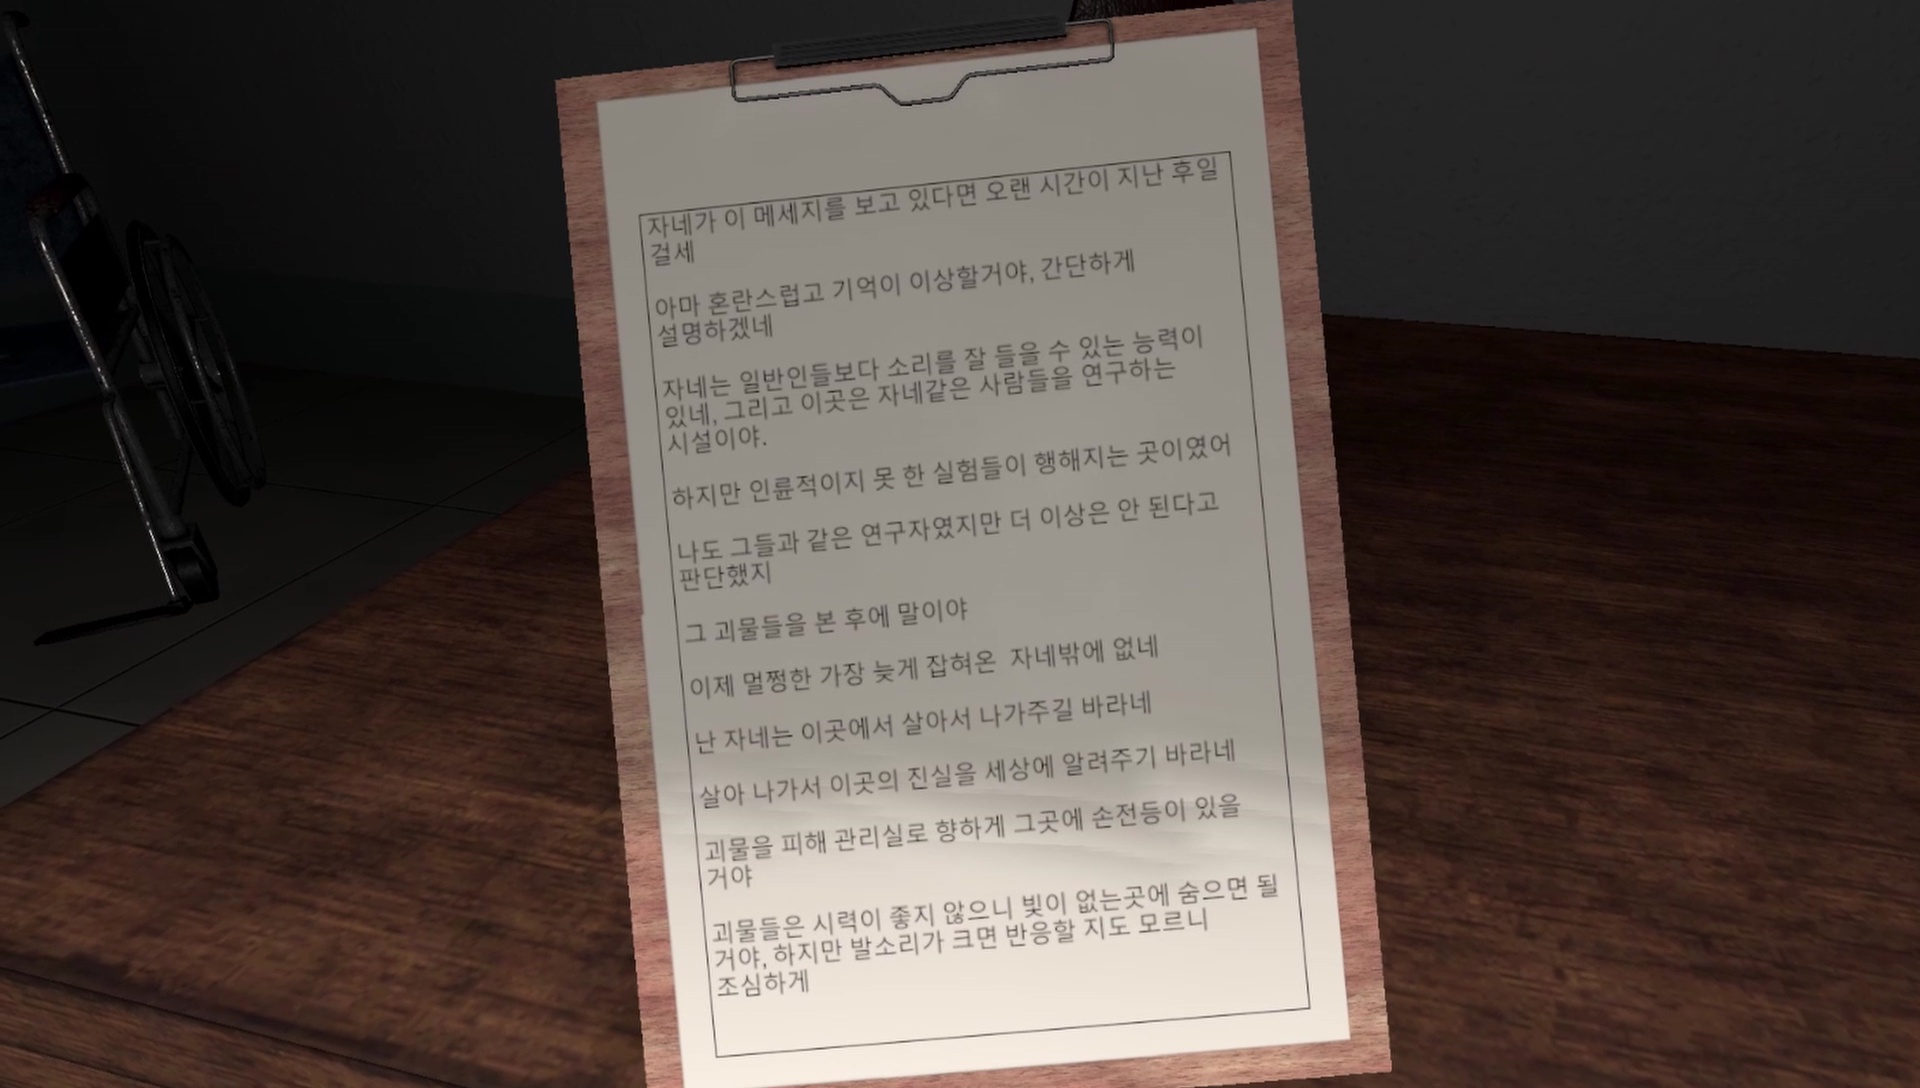 자네가 이 메세지를 보고 있다면 오랜 시간이 지난 후일
걸세
아마 혼란스럽고 기억이 이상할거야, 간단하게
설명하겠네
자네는 일반인들보다 소리를 잘 들을 수 있는 능력이
있네, 그리고 이곳은 자네같은 사람들을 연구하는
시설이야.
하지만 인륜적이지 못 한 실험들이 행해지는 곳이였어
나도 그들과 같은 연구자였지만 더 이상은 안 된다고
판단했지
그 괴물들을 본 후에 말이야
이제 멀쩡한 가장 늦게 잡혀온 자네밖에 없네
난 자네는 이곳에서 살아서 나가주길 바라네
살아 나가서 이곳의 진실을 세상에 알려주기 바라네
괴물을 피해 관리실로 향하게 그곳에 손전등이 있을
거야
괴물들은 시력이 좋지 않으니 빛이 없는곳에 숨으면 될
거야, 하지만 발소리가 크면 반응할 지도 모르니
조심하게